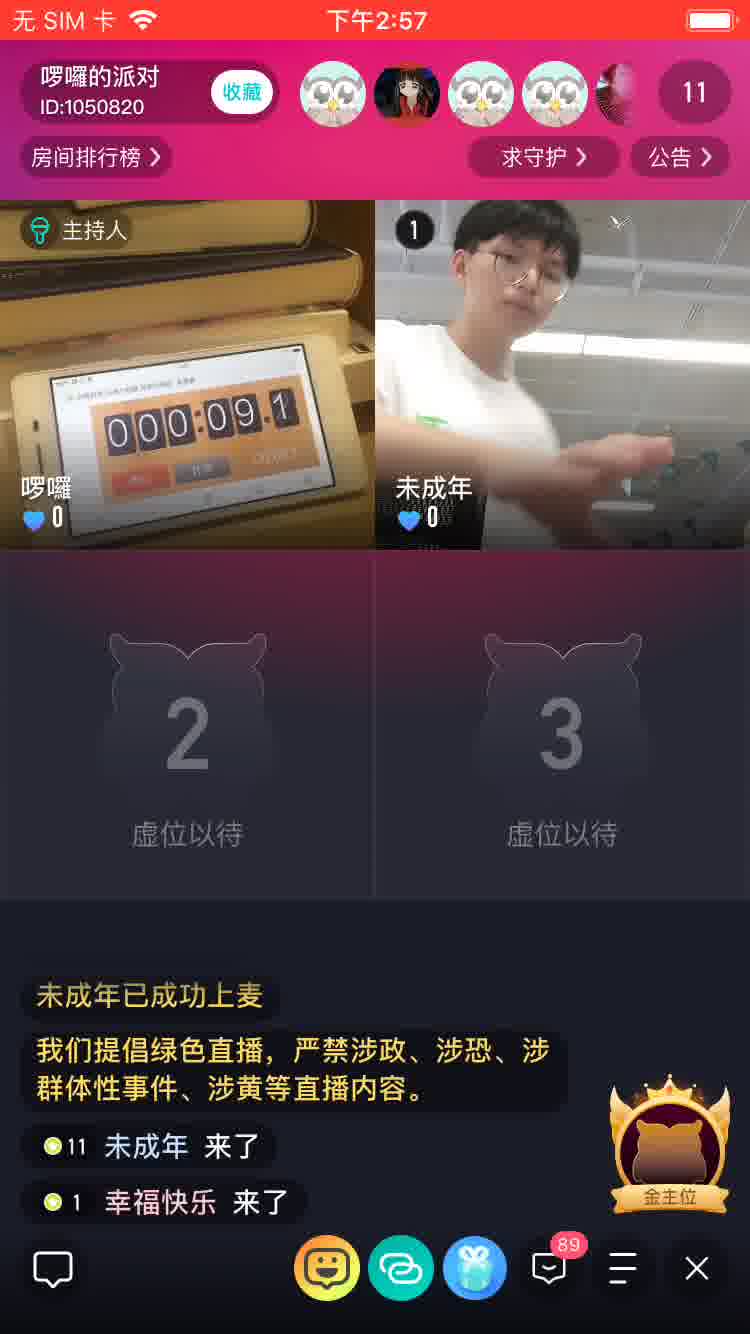 无 SIM 卡
下午2:57
啰囉的派对
ID:1050820
收藏
11
房间排行榜
求守护
公告
主持人
1
000:09.1
啰囉
0
未成年
0
2
3
虚位以待
虚位以待
未成年已成功上麦
我们提倡绿色直播，严禁涉政、涉恐、涉
群体性事件、涉黄等直播内容。
11 未成年 来了
1 幸福快乐 来了
金主位
89